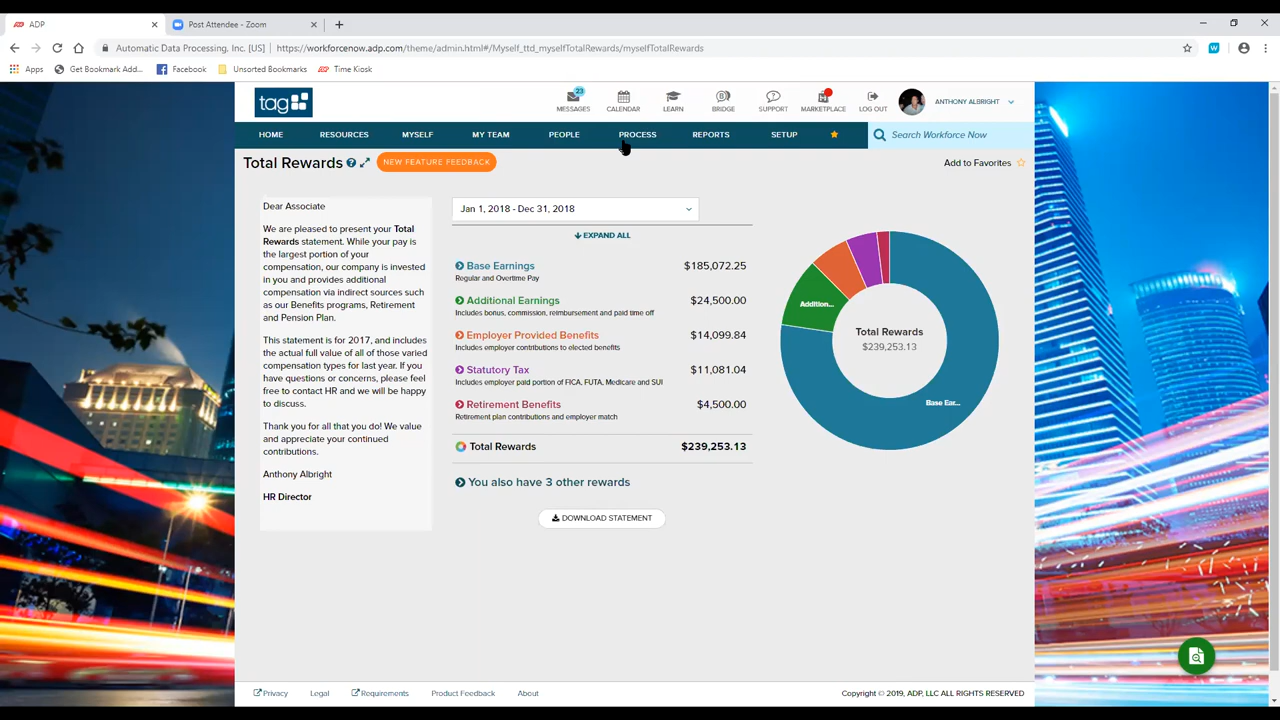 ADP
Post Attendee - Zoom
Automatic Data Processing, Inc. [US] https://workforcenow.adp.com/theme/admin.html#/Myself_ttd_myselfTotalRewards/myselfTotalRewards
Apps Get Bookmark Add... Facebook Unsorted Bookmarks Time Kiosk
tag
23
MESSAGES CALENDAR LEARN BRIDGE SUPPORT MARKETPLACE LOG OUT ANTHONY ALBRIGHT
HOME RESOURCES MYSELF MY TEAM PEOPLE PROCESS REPORTS SETUP Search Workforce Now
Total Rewards NEW FEATURE FEEDBACK Add to Favorites
Dear Associate
We are pleased to present your Total
Rewards statement. While your pay is
the largest portion of your
compensation, our company is invested
in you and provides additional
compensation via indirect sources such
as our Benefits programs, Retirement
and Pension Plan.
This statement is for 2017, and includes
the actual full value of all of those varied
compensation types for last year. If you
have questions or concerns, please feel
free to contact HR and we will be happy
to discuss.
Thank you for all that you do! We value
and appreciate your continued
contributions.
Anthony Albright
HR Director
Jan 1, 2018 - Dec 31, 2018
EXPAND ALL
Base Earnings $185,072.25
Regular and Overtime Pay
Additional Earnings $24,500.00
Includes bonus, commission, reimbursement and paid time off
Employer Provided Benefits $14,099.84
Includes employer contributions to elected benefits
Statutory Tax $11,081.04
Includes employer paid portion of FICA, FUTA, Medicare and SUI
Retirement Benefits $4,500.00
Retirement plan contributions and employer match
Total Rewards $239,253.13
You also have 3 other rewards
DOWNLOAD STATEMENT
Addition...
Total Rewards
$239,253.13
Base Ear...
Privacy Legal Requirements Product Feedback About Copyright © 2019, ADP, LLC ALL RIGHTS RESERVED